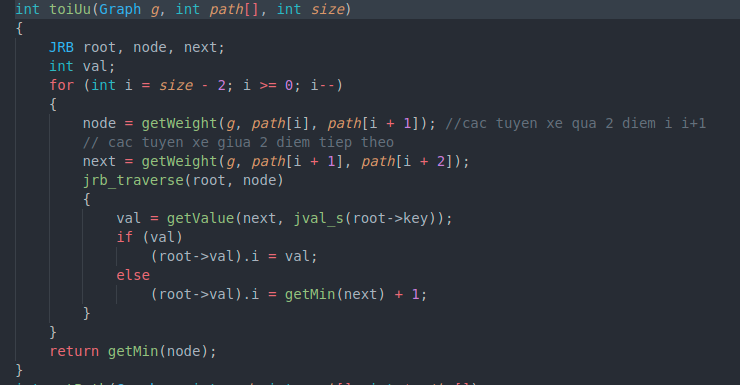 int toiUu(Graph g, int path[], int size)
{
    JRB root, node, next;
    int val;
    for (int i = size - 2; i >= 0; i--)
    {
        node = getWeight(g, path[i], path[i + 1]); //cac tuyen xe qua 2 diem i i+1
        // cac tuyen xe giua 2 diem tiep theo
        next = getWeight(g, path[i + 1], path[i + 2]);
        jrb_traverse(root, node)
        {
            val = getValue(next, jval_s(root->key));
            if (val)
                (root->val).i = val;
            else
                (root->val).i = getMin(next) + 1;
        }
    }
    return getMin(node);
}